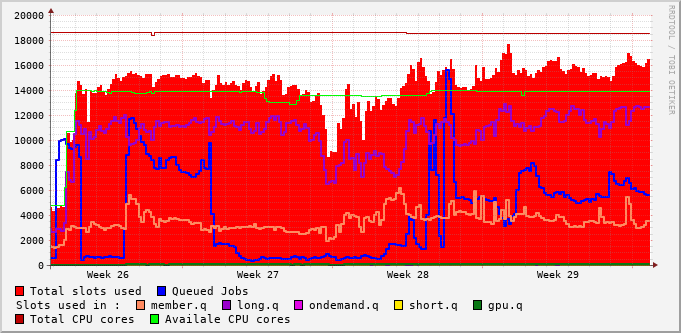 20000
18000
16000
14000
12000
10000
8000
6000
4000
2000
0
Week 26 Week 27 Week 28 Week 29
RRDTOOL / TOBI OETIKER
Total slots used Queued Jobs
Slots used in : member.q long.q ondemand.q short.q gpu.q
Total CPU cores Availale CPU cores